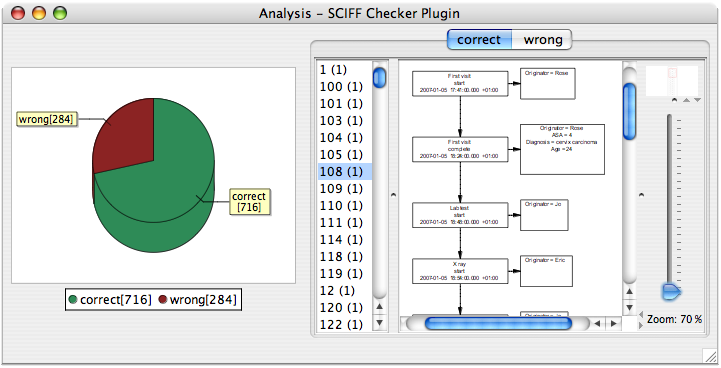 Analysis – SCIFF Checker Plugin
correct wrong
wrong[284]
correct
[716]
correct[716] wrong[284]
1 (1)
100 (1)
101 (1)
103 (1)
104 (1)
105 (1)
108 (1)
109 (1)
110 (1)
111 (1)
114 (1)
118 (1)
119 (1)
12 (1)
120 (1)
122 (1)
First visit
start
2007-01-05 17:41:00.000 +01:00
Originator = Rose
First visit
complete
2007-01-05 18:24:00.000 +01:00
Originator = Rose
ASA = 4
Diagnosis = cervix carcinoma
Age = 24
Lab test
start
2007-01-05 18:48:00.000 +01:00
Originator = Jo
X ray
start
2007-01-05 18:54:00.000 +01:00
Originator = Eric
Zoom: 70 %